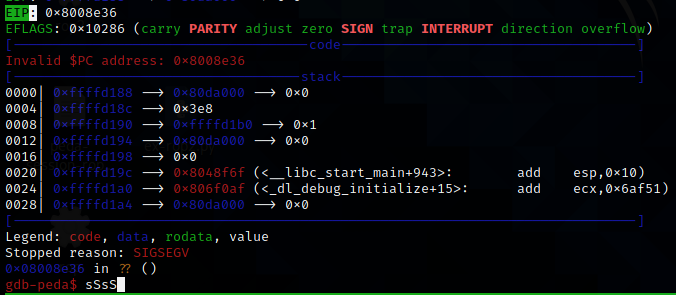 EIP: 0x8008e36
EFLAGS: 0x10286 (carry PARITY adjust zero SIGN trap INTERRUPT direction overflow)
[-------------------------------------code-------------------------------------]
Invalid $PC address: 0x8008e36
[------------------------------------stack-------------------------------------]
0000| 0xffffd188 --> 0x80da000 --> 0x0
0004| 0xffffd18c --> 0x3e8
0008| 0xffffd190 --> 0xffffd1b0 --> 0x1
0012| 0xffffd194 --> 0x80da000 --> 0x0
0016| 0xffffd198 --> 0x0
0020| 0xffffd19c --> 0x8048f6f (<__libc_start_main+943>: add esp,0x10)
0024| 0xffffd1a0 --> 0x806f0af (<_dl_debug_initialize+15>: add ecx,0x6af51)
0028| 0xffffd1a4 --> 0x80da000 --> 0x0
[------------------------------------------------------------------------------]
Legend: code, data, rodata, value
Stopped reason: SIGSEGV
0x08008e36 in ?? ()
gdb-peda$ sSsS